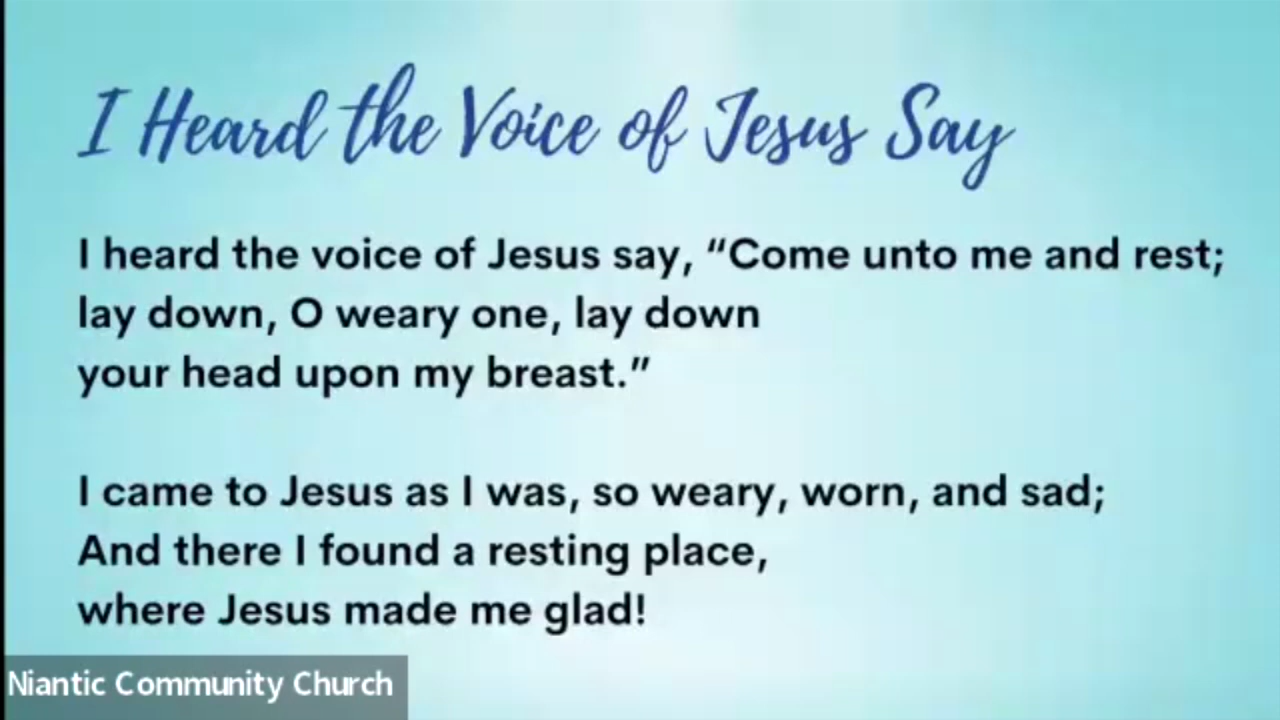 I Heard the Voice of Jesus Say
I heard the voice of Jesus say, “Come unto me and rest;
lay down, O weary one, lay down
your head upon my breast.”
I came to Jesus as I was, so weary, worn, and sad;
And there I found a resting place,
where Jesus made me glad!
Niantic Community Church